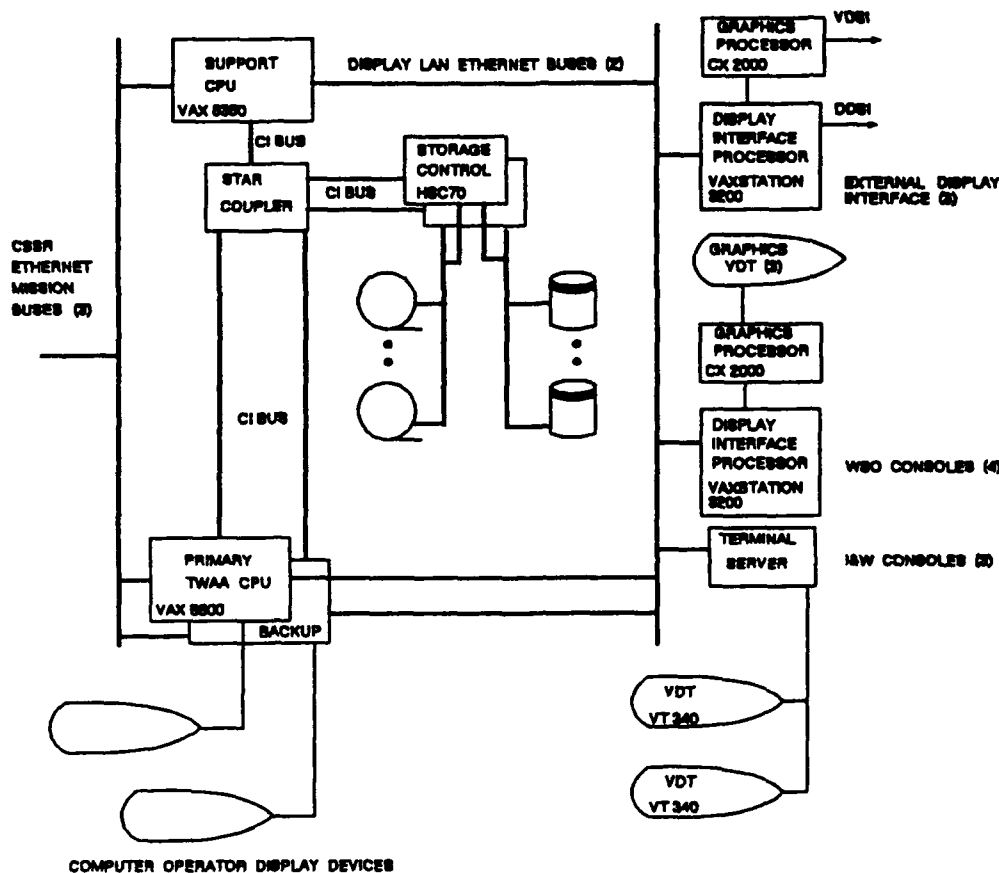 SUPPORT
CPU
VAX 8350
CI BUS
DISPLAY LAN ETHERNET BUSES (2)
STORAGE
CONTROL
HSC70
STAR
COUPLER
CI BUS
CSSR
ETHERNET
MISSION
BUSES (3)
CI BUS
PRIMARY
TWAA CPU
VAX 8600
BACKUP
COMPUTER OPERATOR DISPLAY DEVICES
GRAPHICS
PROCESSOR
CX 2000
VDSI
DISPLAY
INTERFACE
PROCESSOR
VAXSTATION
3200
DDSI
EXTERNAL DISPLAY
INTERFACE
GRAPHICS
VDT (3)
GRAPHICS
PROCESSOR
CX 2000
DISPLAY
INTERFACE
PROCESSOR
VAXSTATION
3200
WSO CONSOLES (4)
TERMINAL
SERVER
I&W CONSOLES (3)
VDT
VT 340
VDT
VT 340